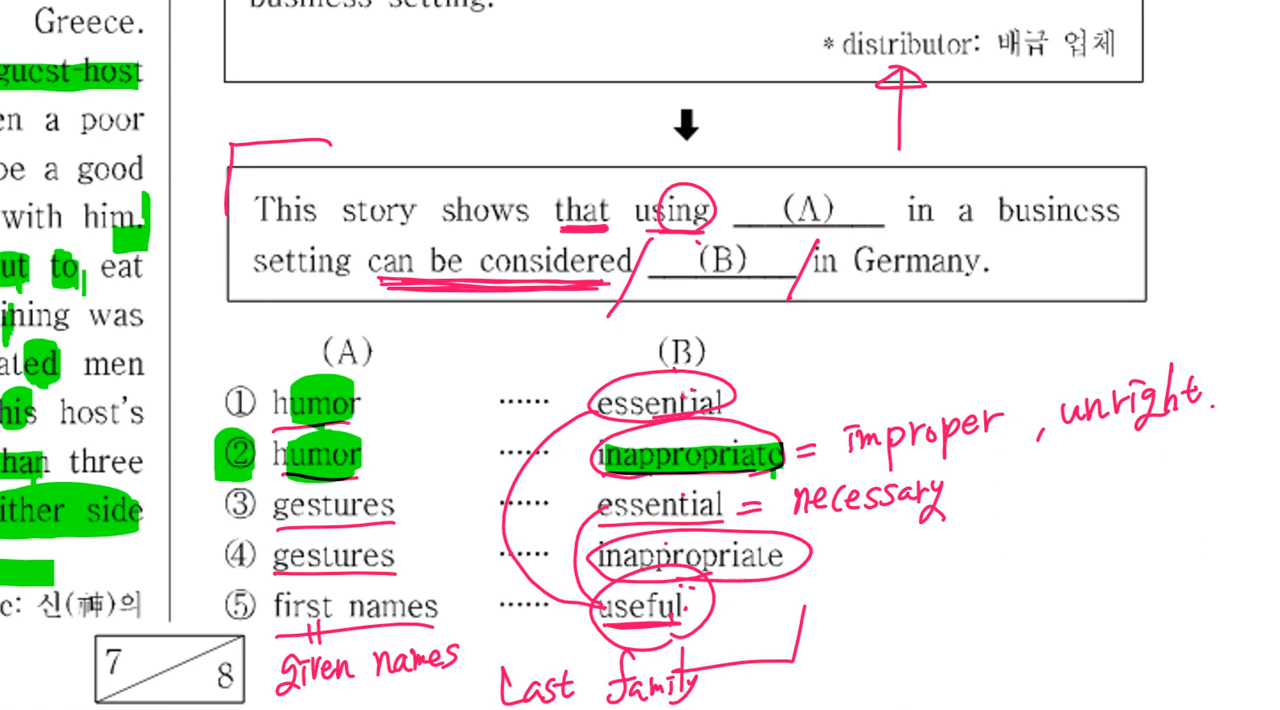 Greece.
guest-host
en a poor
be a good
with him.
ut to eat
ining was
ated men
his host's
han three
ither side
c: 신(神)의
business setting.
* distributor: 배급 업체
This story shows that using (A) in a business
setting can be considered (B) in Germany.
(A) (B)
① humor ...... essential
② humor ...... inappropriate = improper , unright.
③ gestures ...... essential = necessary
④ gestures ...... inappropriate
⑤ first names ...... useful
given names Last family
7 8